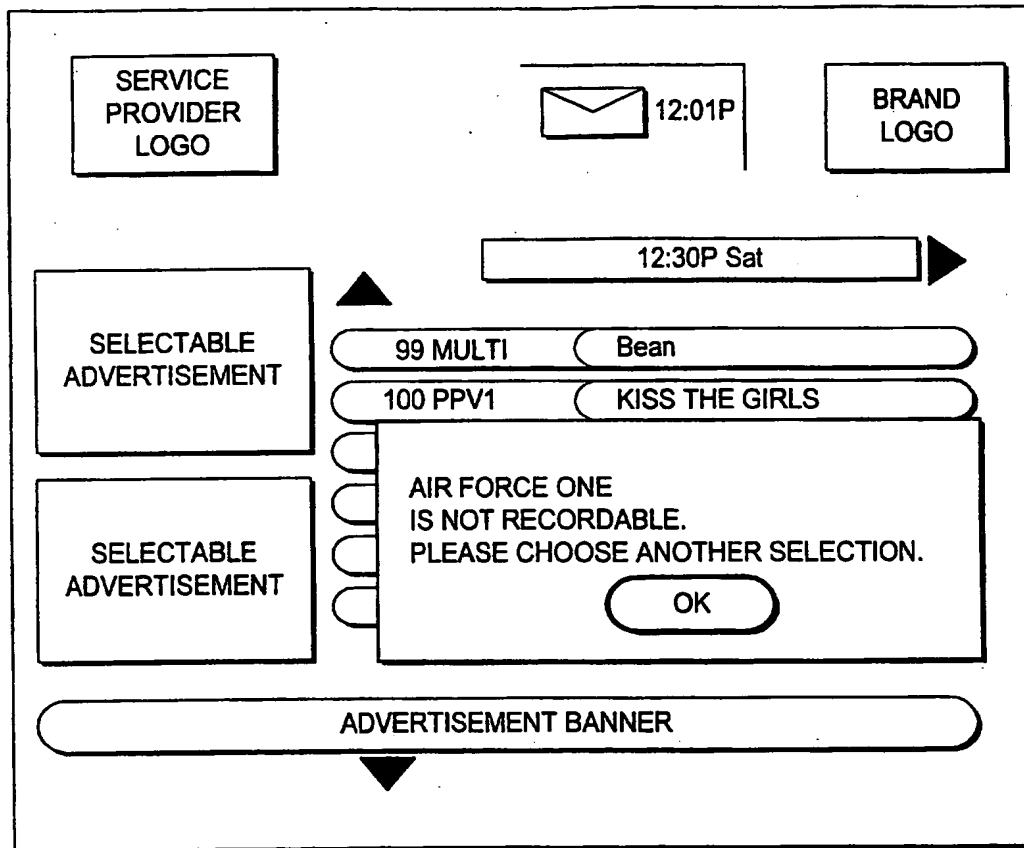 SERVICE
PROVIDER
LOGO
12:01P
BRAND
LOGO
12:30P Sat
SELECTABLE
ADVERTISEMENT
99 MULTI Bean
100 PPV1 KISS THE GIRLS
AIR FORCE ONE
IS NOT RECORDABLE.
PLEASE CHOOSE ANOTHER SELECTION.
OK
SELECTABLE
ADVERTISEMENT
ADVERTISEMENT BANNER